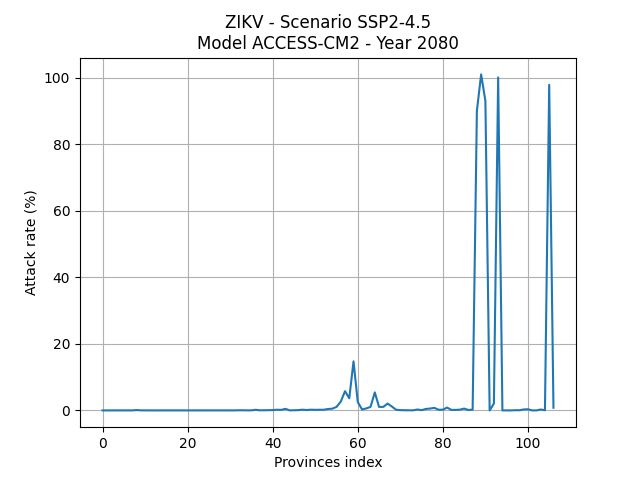 ZIKV - Scenario SSP2-4.5
Model ACCESS-CM2 - Year 2080
Attack rate (%)
100
80
60
40
20
0
0 20 40 60 80 100
Provinces index